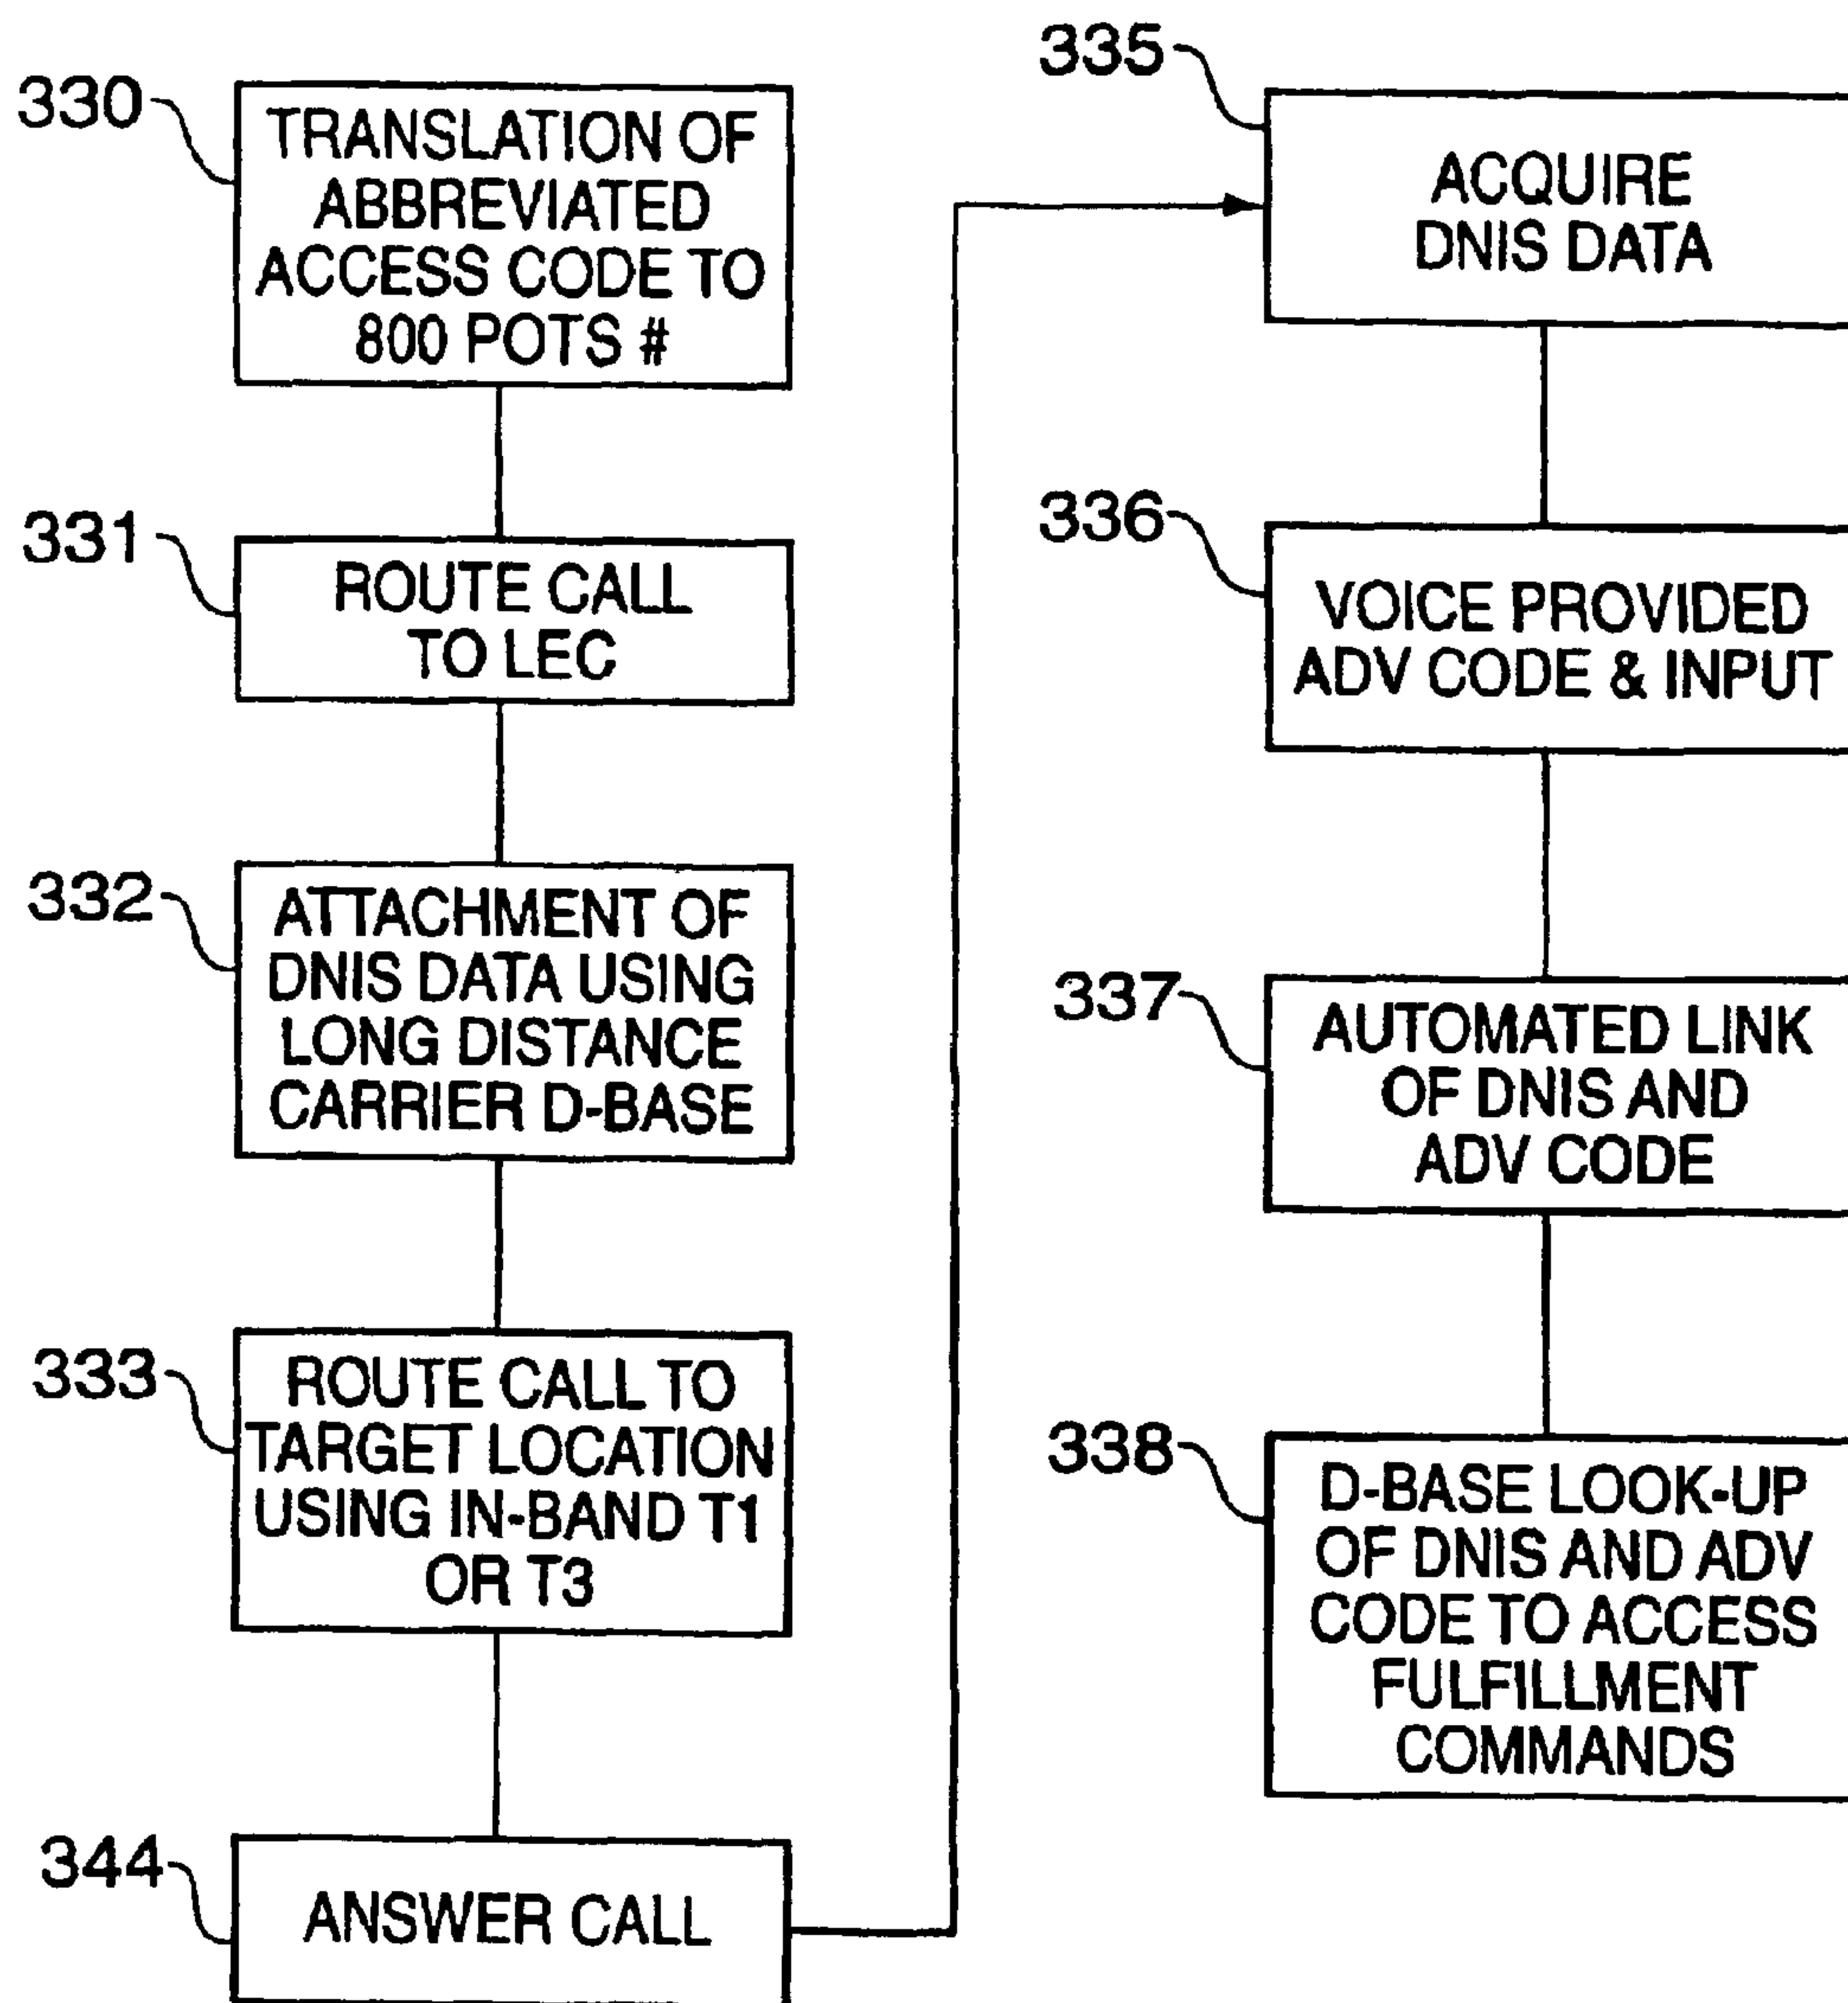 330
TRANSLATION OF
ABBREVIATED
ACCESS CODE TO
800 POTS #
331
ROUTE CALL
TO LEC
332
ATTACHMENT OF
DNIS DATA USING
LONG DISTANCE
CARRIER D-BASE
333
ROUTE CALL TO
TARGET LOCATION
USING IN-BAND T1
OR T3
344
ANSWER CALL
335
ACQUIRE
DNIS DATA
336
VOICE PROVIDED
ADV CODE & INPUT
337
AUTOMATED LINK
OF DNIS AND
ADV CODE
338
D-BASE LOOK-UP
OF DNIS AND ADV
CODE TO ACCESS
FULFILLMENT
COMMANDS